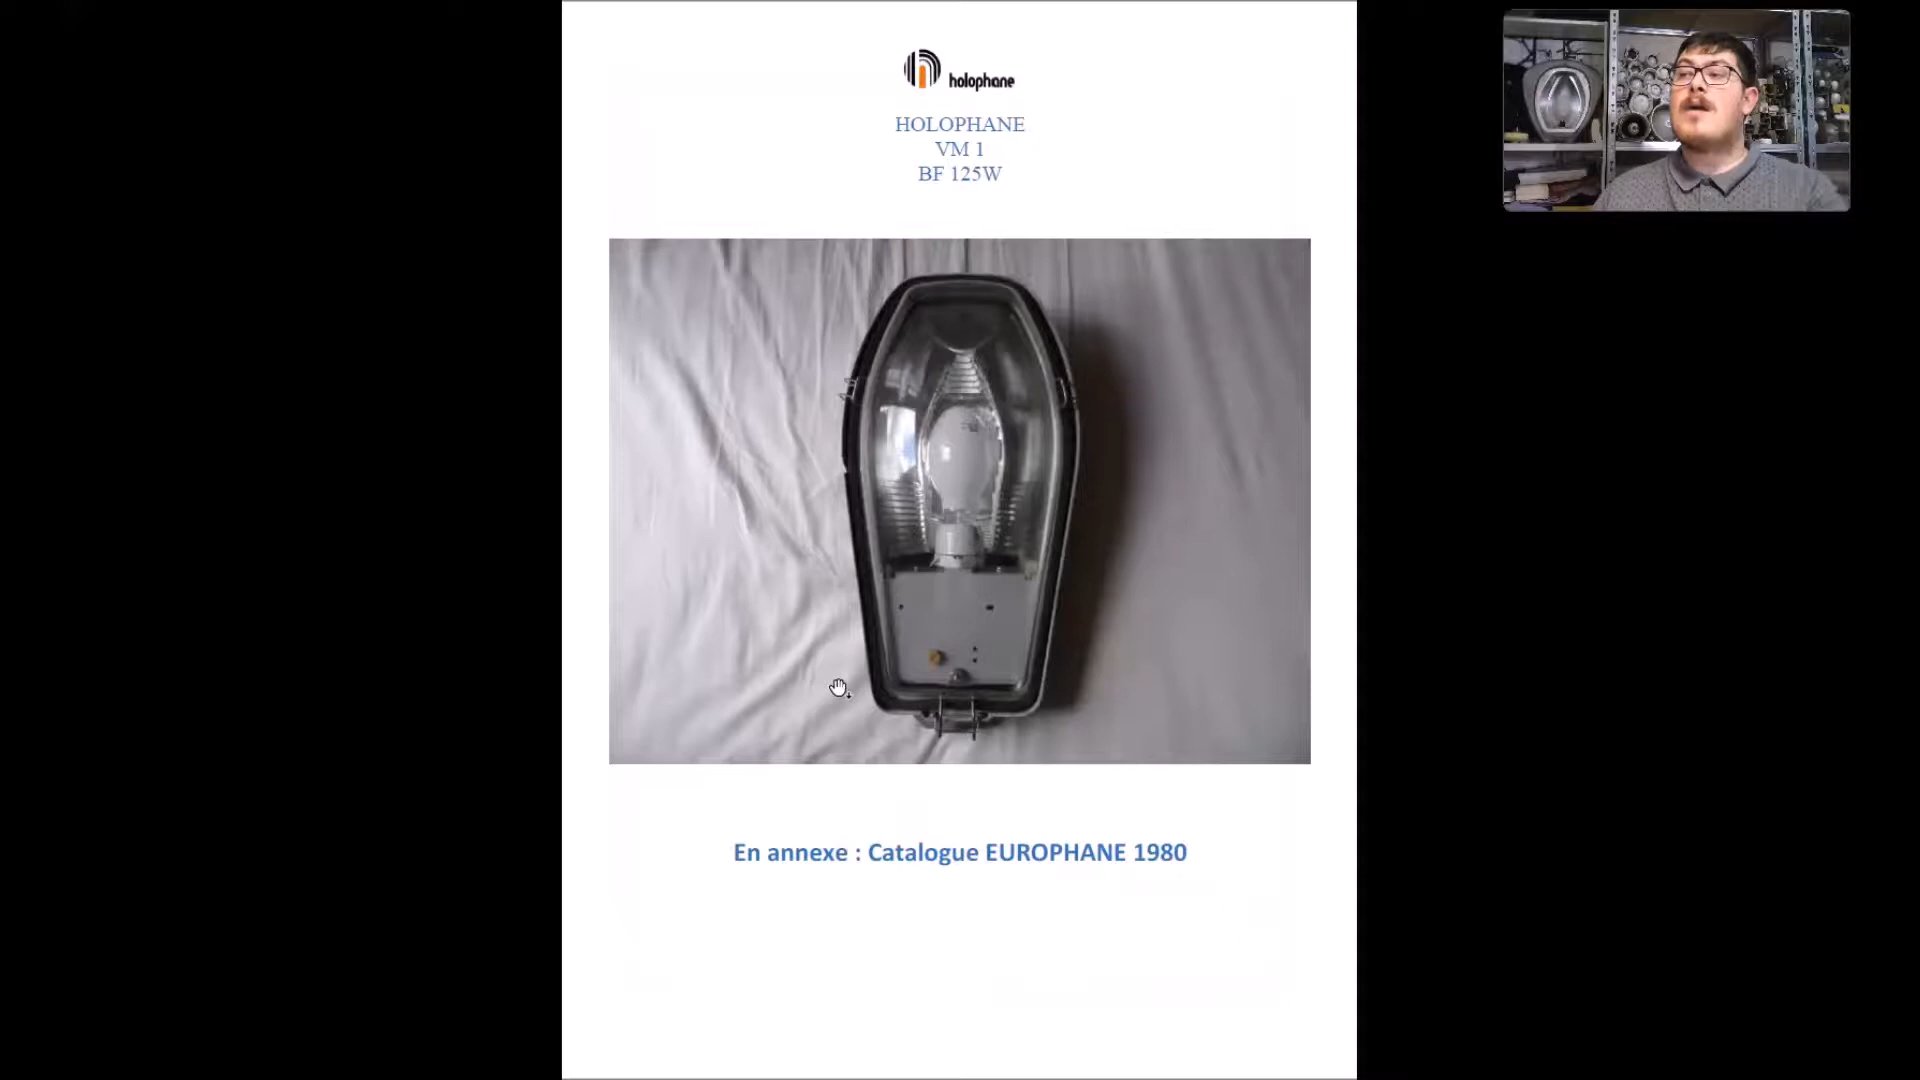 holophane
HOLOPHANE
VM 1
BF 125W
En annexe : Catalogue EUROPHANE 1980